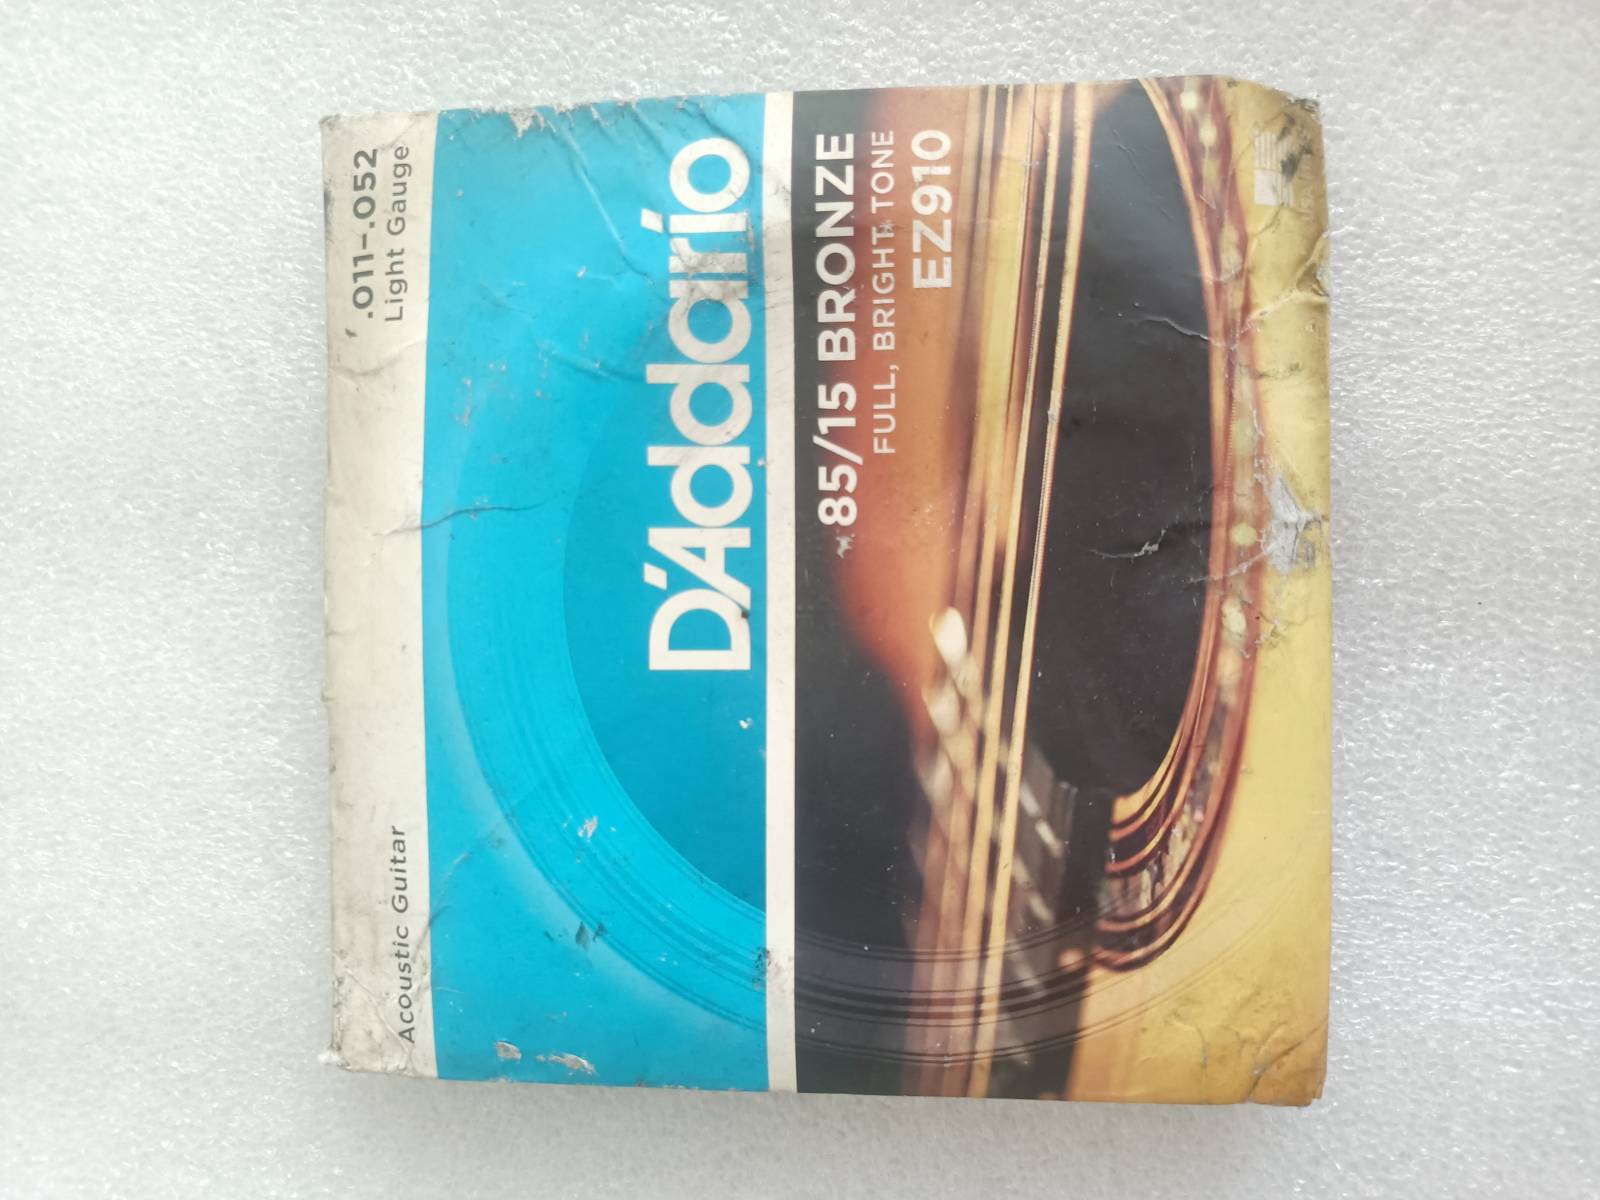 .011-.052
Light Gauge
Acoustic Guitar
D'Addario
85/15 BRONZE
FULL, BRIGHT TONE
EZ910